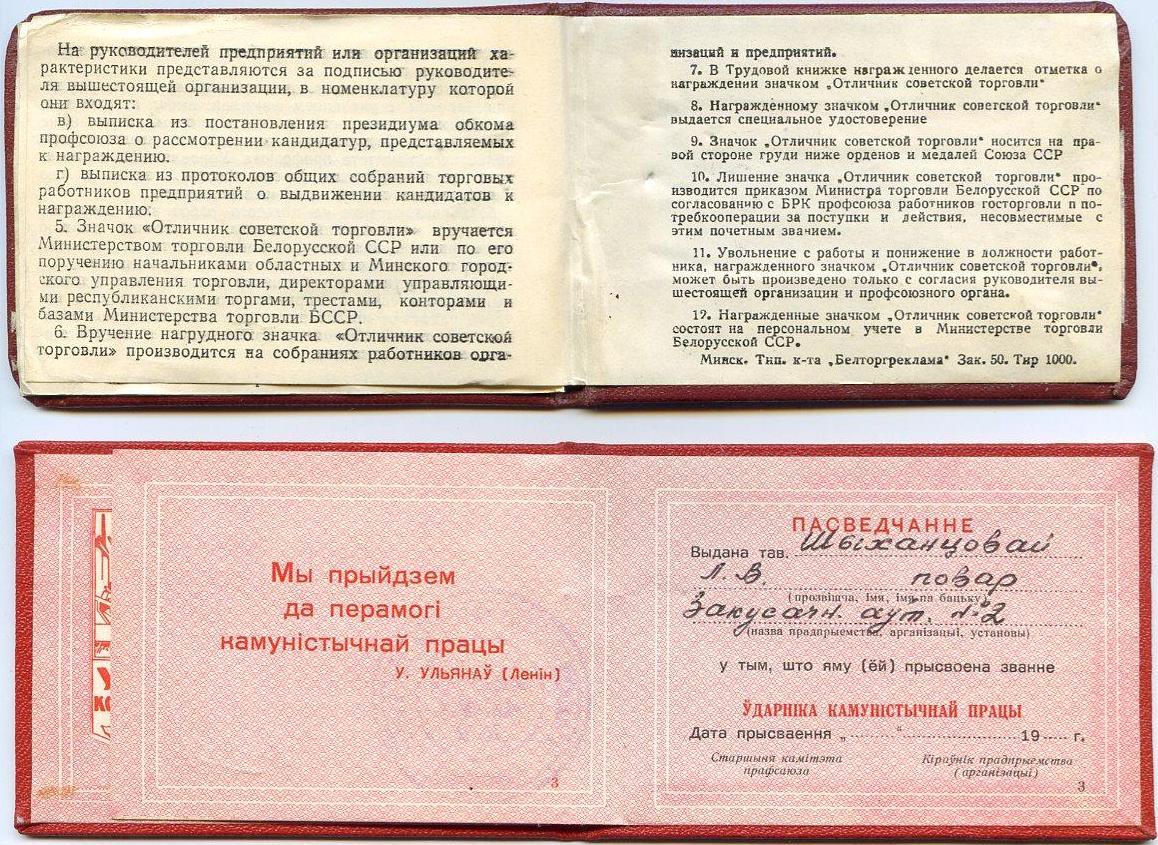 На руководителей предприятий или организаций ха-
рактеристики представляются за подписью руководите-
ля вышестоящей организации, в номенклатуру которой
они входят:
в) выписка из постановления президиума обкома
профсоюза о рассмотрении кандидатур, представляемых
к награждению.
г) выписка из протоколов общих собраний торговых
работников предприятий о выдвижении кандидатов к
награждению.
5. Значок «Отличник советской торговли» вручается
Министерством торговли Белорусской ССР или по его
поручению начальниками областных и Минского город-
ского управления торговли, директорами управляющи-
ми республиканскими торгами, трестами, конторами и
базами Министерства торговли БССР.
6. Вручение нагрудного значка «Отличник советской
торговли» производится на собраниях работников орга-
низаций и предприятий.
7. В Трудовой книжке награжденного делается отметка о
награждении значком „Отличник советской торговли“
8. Награждённому значком „Отличник советской торговли“
выдается специальное удостоверение
9. Значок „Отличник советской торговли“ носится на пра-
вой стороне груди ниже орденов и медалей Союза ССР
10. Лишение значка „Отличник советской торговли“ про-
изводится приказом Министра торговли Белорусской ССР по
согласованию с БРК профсоюза работников госторговли и по-
требкооперации за поступки и действия, несовместимые с
этим почетным званием.
11. Увольнение с работы и понижение в должности работ-
ника, награжденного значком „Отличник советской торговли“,
может быть произведено только с согласия руководителя вы-
шестоящей организации и профсоюзного органа.
12. Награжденные значком „Отличник советской торговли“
состоят на персональном учете в Министерстве торговли
Белорусской ССР.
Минск. Тип. к-та „Белторгреклама“ Зак. 50. Тир 1000.
Мы прыйдзем
да перамогі
камуністычнай працы
У. УЛЬЯНАЎ (Ленін)
3
ПАСВЕДЧАННЕ
Выдана тав. Шыханцовай
Л. В. повар
(прозвішча, імя, імя па бацьку)
Закусачн. аўт. №2
(назва прадпрыемства, арганізацыі, установы)
у тым, што яму (ёй) прысвоена званне
ЎДАРНІКА КАМУНІСТЫЧНАЙ ПРАЦЫ
Дата прысваення „ “ 19 г.
Старшыня камітэта
прафсаюза
Кіраўнік прадпрыемства
(арганізацыі)
3